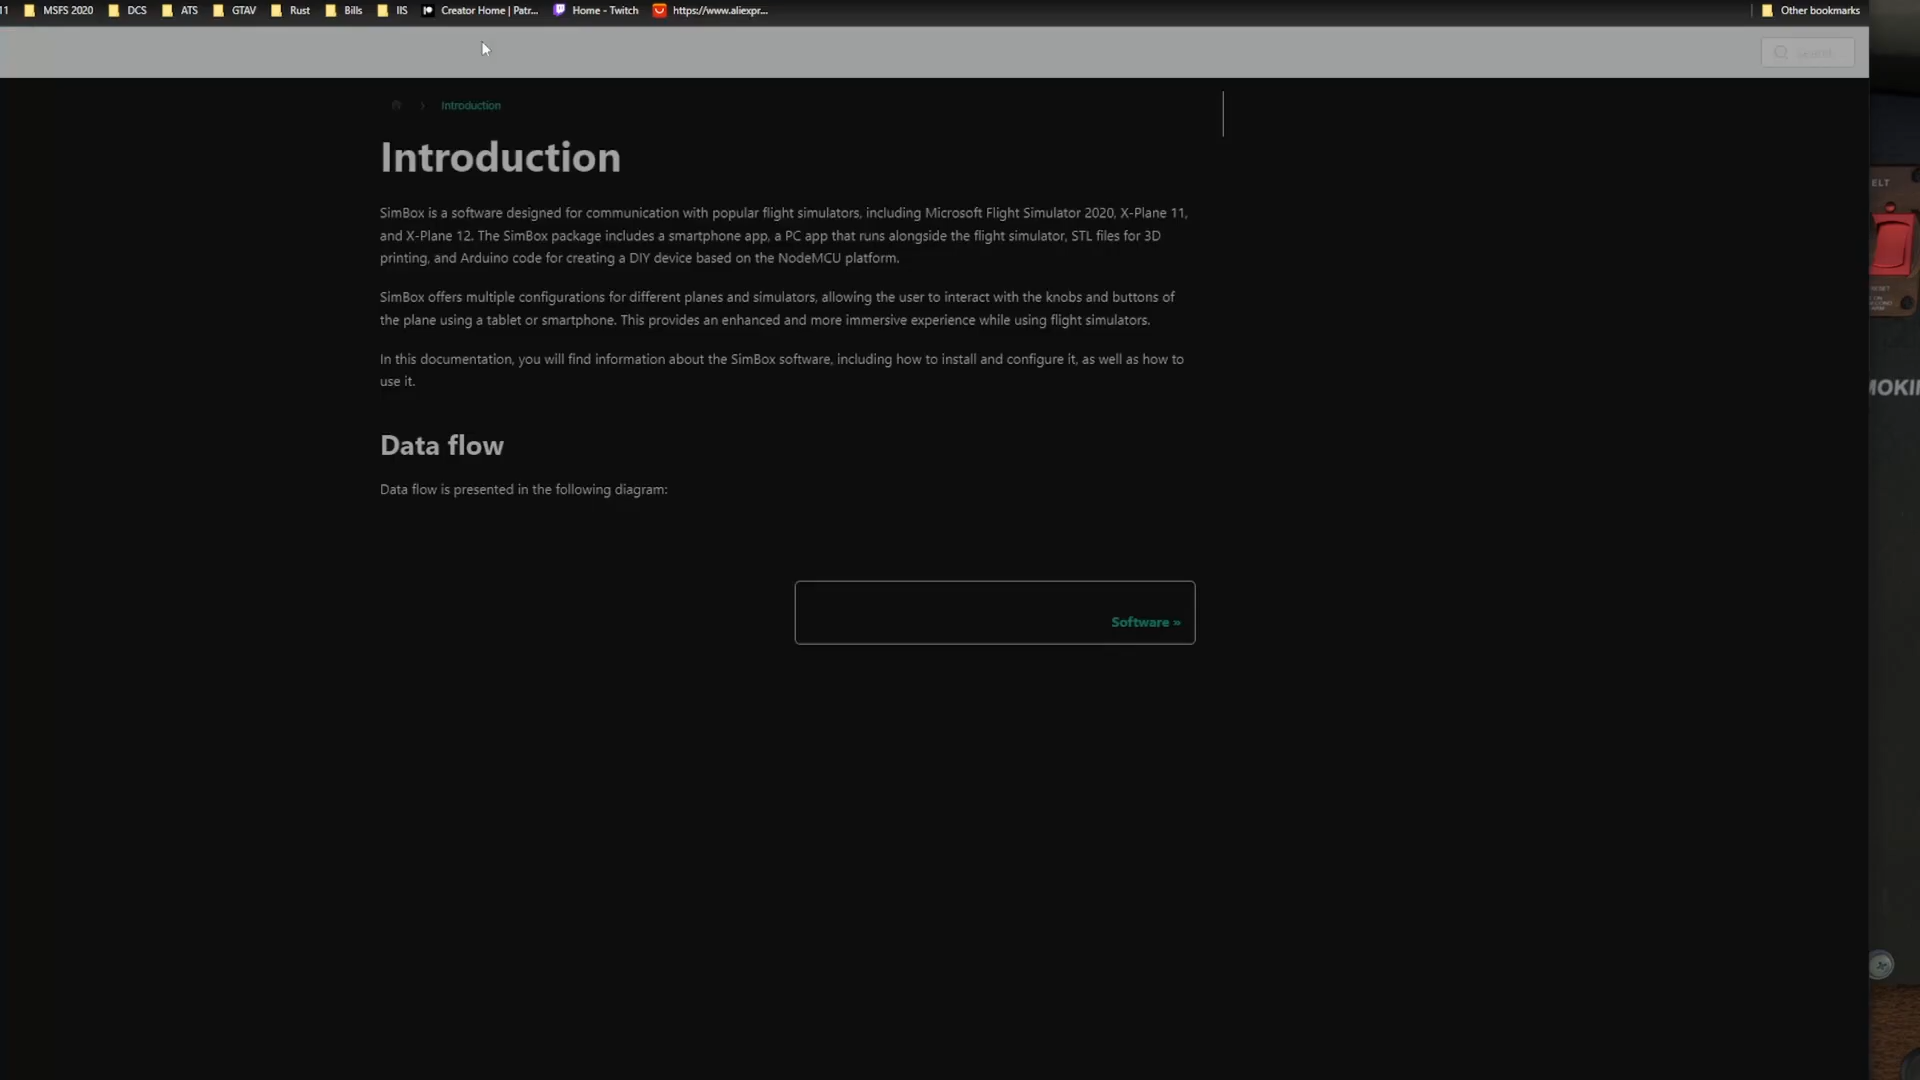 11 MSFS 2020 DCS ATS GTAV Rust Bills IIS Creator Home | Patr... Home - Twitch https://www.aliexpr... Other bookmarks
Search
Introduction
Introduction
SimBox is a software designed for communication with popular flight simulators, including Microsoft Flight Simulator 2020, X-Plane 11,
and X-Plane 12. The SimBox package includes a smartphone app, a PC app that runs alongside the flight simulator, STL files for 3D
printing, and Arduino code for creating a DIY device based on the NodeMCU platform.
SimBox offers multiple configurations for different planes and simulators, allowing the user to interact with the knobs and buttons of
the plane using a tablet or smartphone. This provides an enhanced and more immersive experience while using flight simulators.
In this documentation, you will find information about the SimBox software, including how to install and configure it, as well as how to
use it.
Data flow
Data flow is presented in the following diagram:
Software »
ELT
RESET
MOKIN